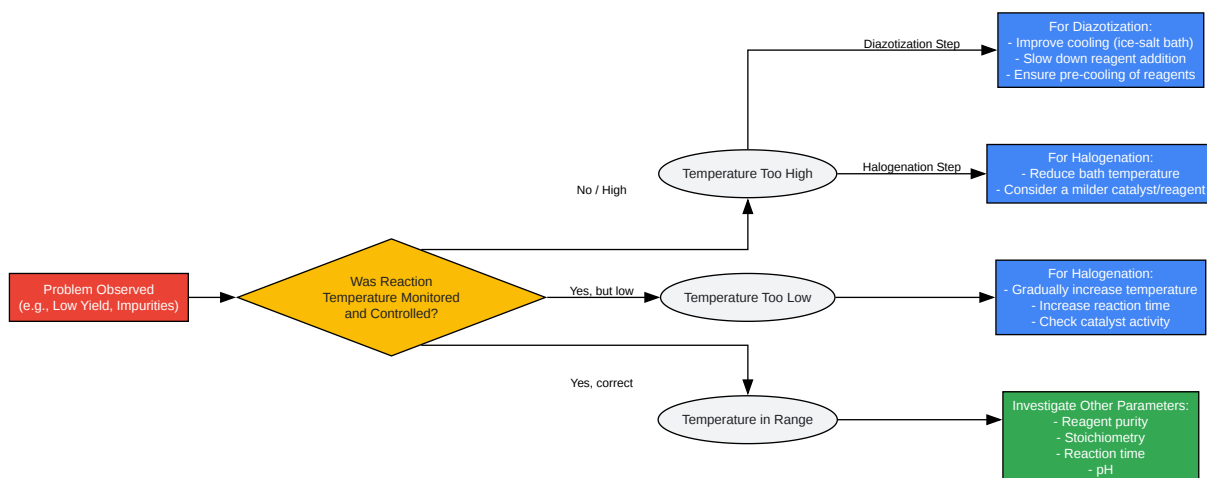 Problem Observed
(e.g., Low Yield, Impurities)
Was Reaction
Temperature Monitored
and Controlled?
No / High
Yes, but low
Yes, correct
Temperature Too High
Temperature Too Low
Temperature in Range
Diazotization Step
Halogenation Step
For Diazotization:
- Improve cooling (ice-salt bath)
- Slow down reagent addition
- Ensure pre-cooling of reagents
For Halogenation:
- Reduce bath temperature
- Consider a milder catalyst/reagent
For Halogenation:
- Gradually increase temperature
- Increase reaction time
- Check catalyst activity
Investigate Other Parameters:
- Reagent purity
- Stoichiometry
- Reaction time
- pH